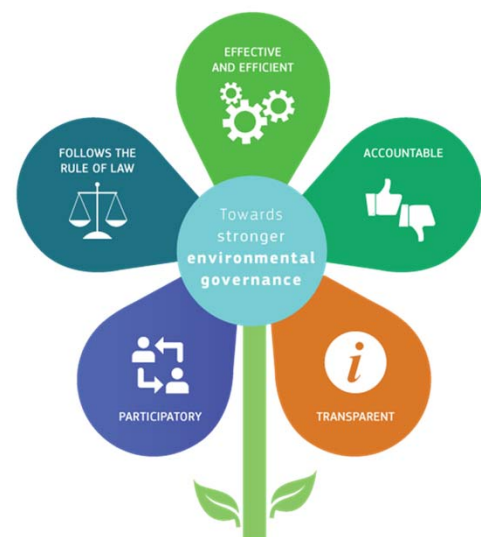 EFFECTIVE
AND EFFICIENT
FOLLOWS THE
RULE OF LAW
ACCOUNTABLE
Towards
stronger
environmental
governance
PARTICIPATORY
i
TRANSPARENT